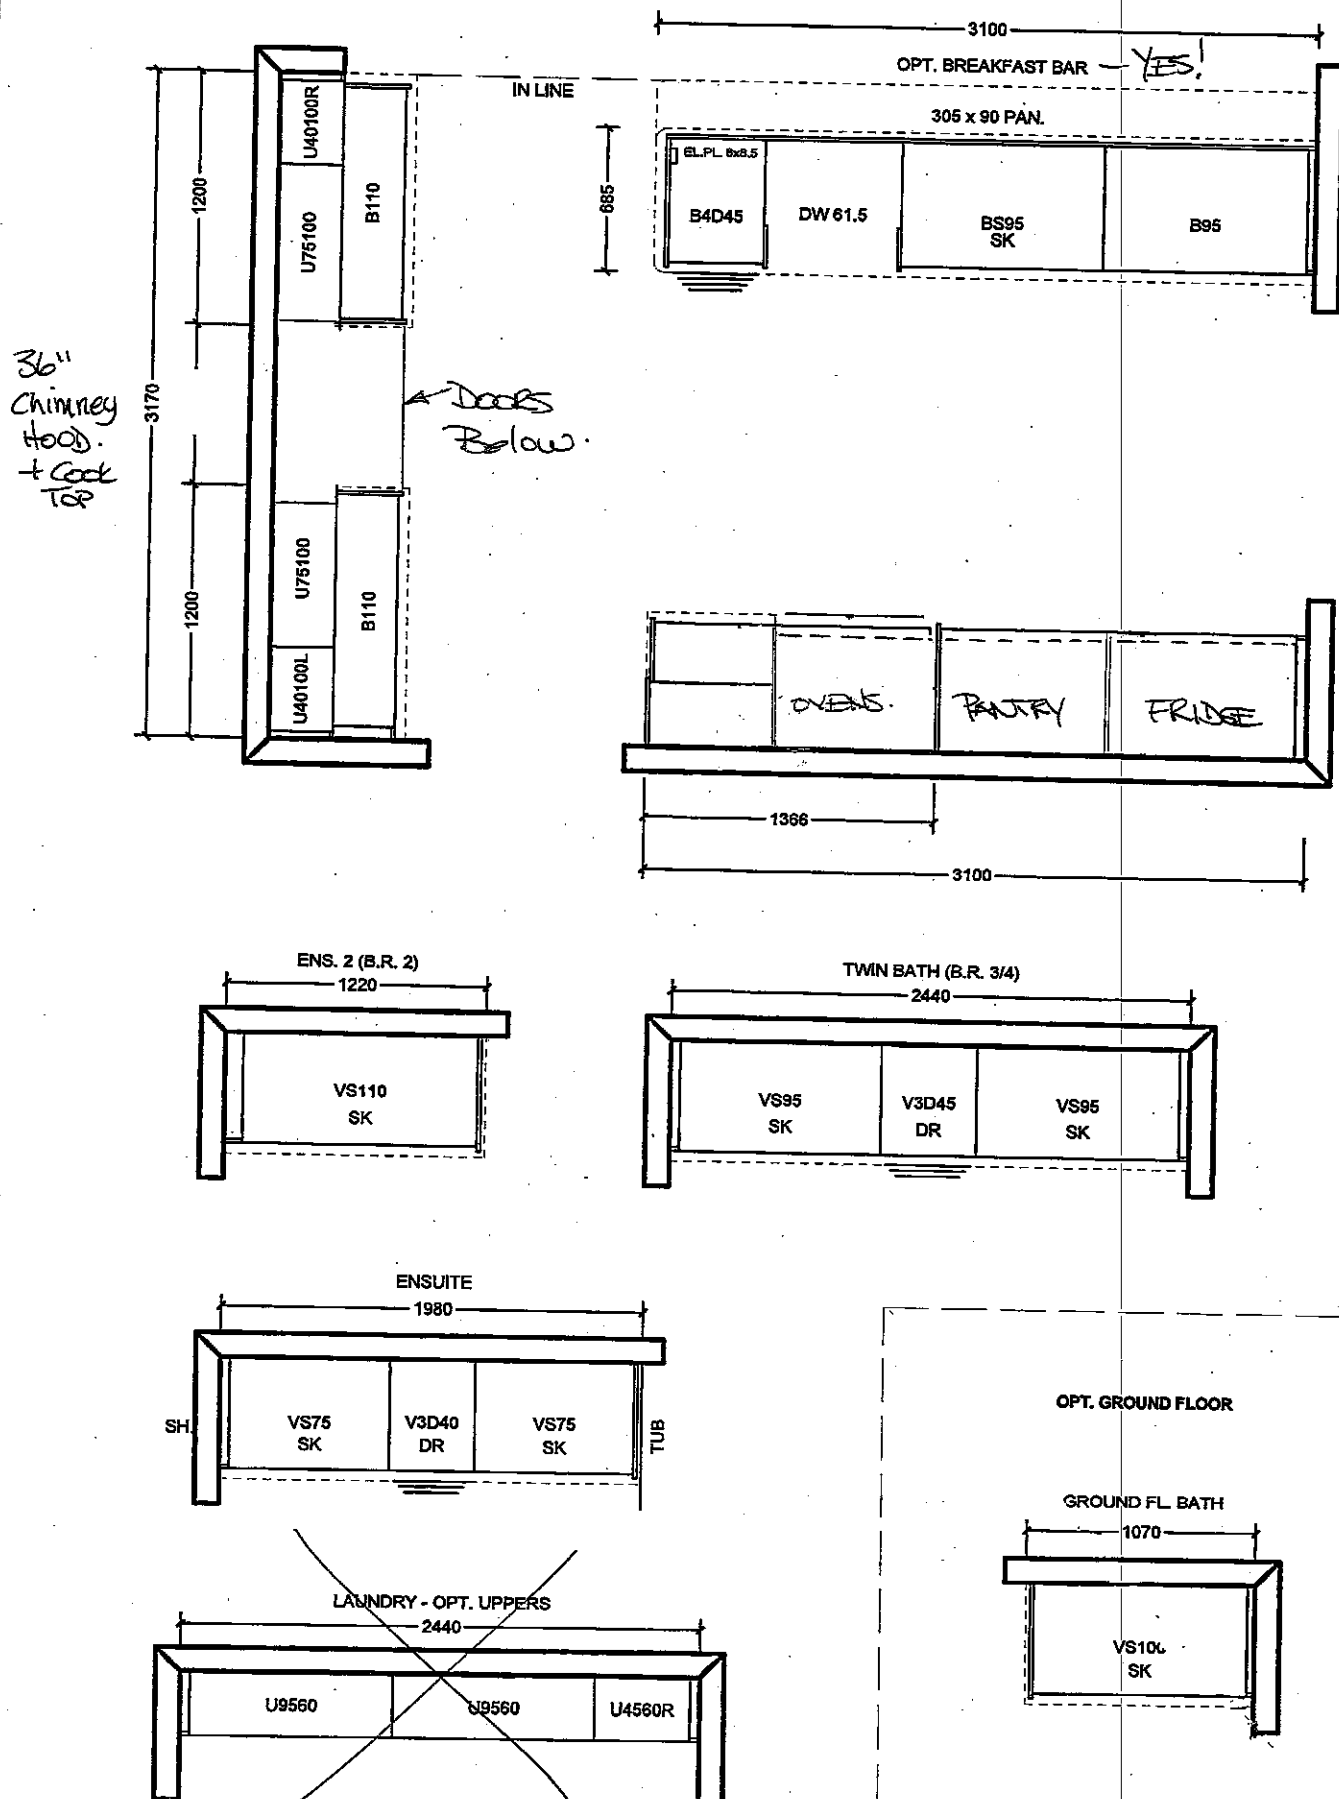 3100
OPT. BREAKFAST BAR - YES!
IN LINE
305 x 90 PAN.
U40100R
U75100
B110
1200
3170
685
EL.PL. 8x8.5
B4D45
DW 61.5
BS95
SK
B95
36"
Chimney
HOOD.
+ Cook
TOP
DOORS
Below.
U75100
U40100L
B110
1200
OVENS.
PANTRY
FRIDGE
1366
3100
ENS. 2 (B.R. 2)
1220
VS110
SK
TWIN BATH (B.R. 3/4)
2440
VS95
SK
V3D45
DR
VS95
SK
ENSUITE
1980
SH.
VS75
SK
V3D40
DR
VS75
SK
TUB
OPT. GROUND FLOOR
GROUND FL. BATH
1070
SK
LAUNDRY - OPT. UPPERS
2440
U9560
U9560
U4560R